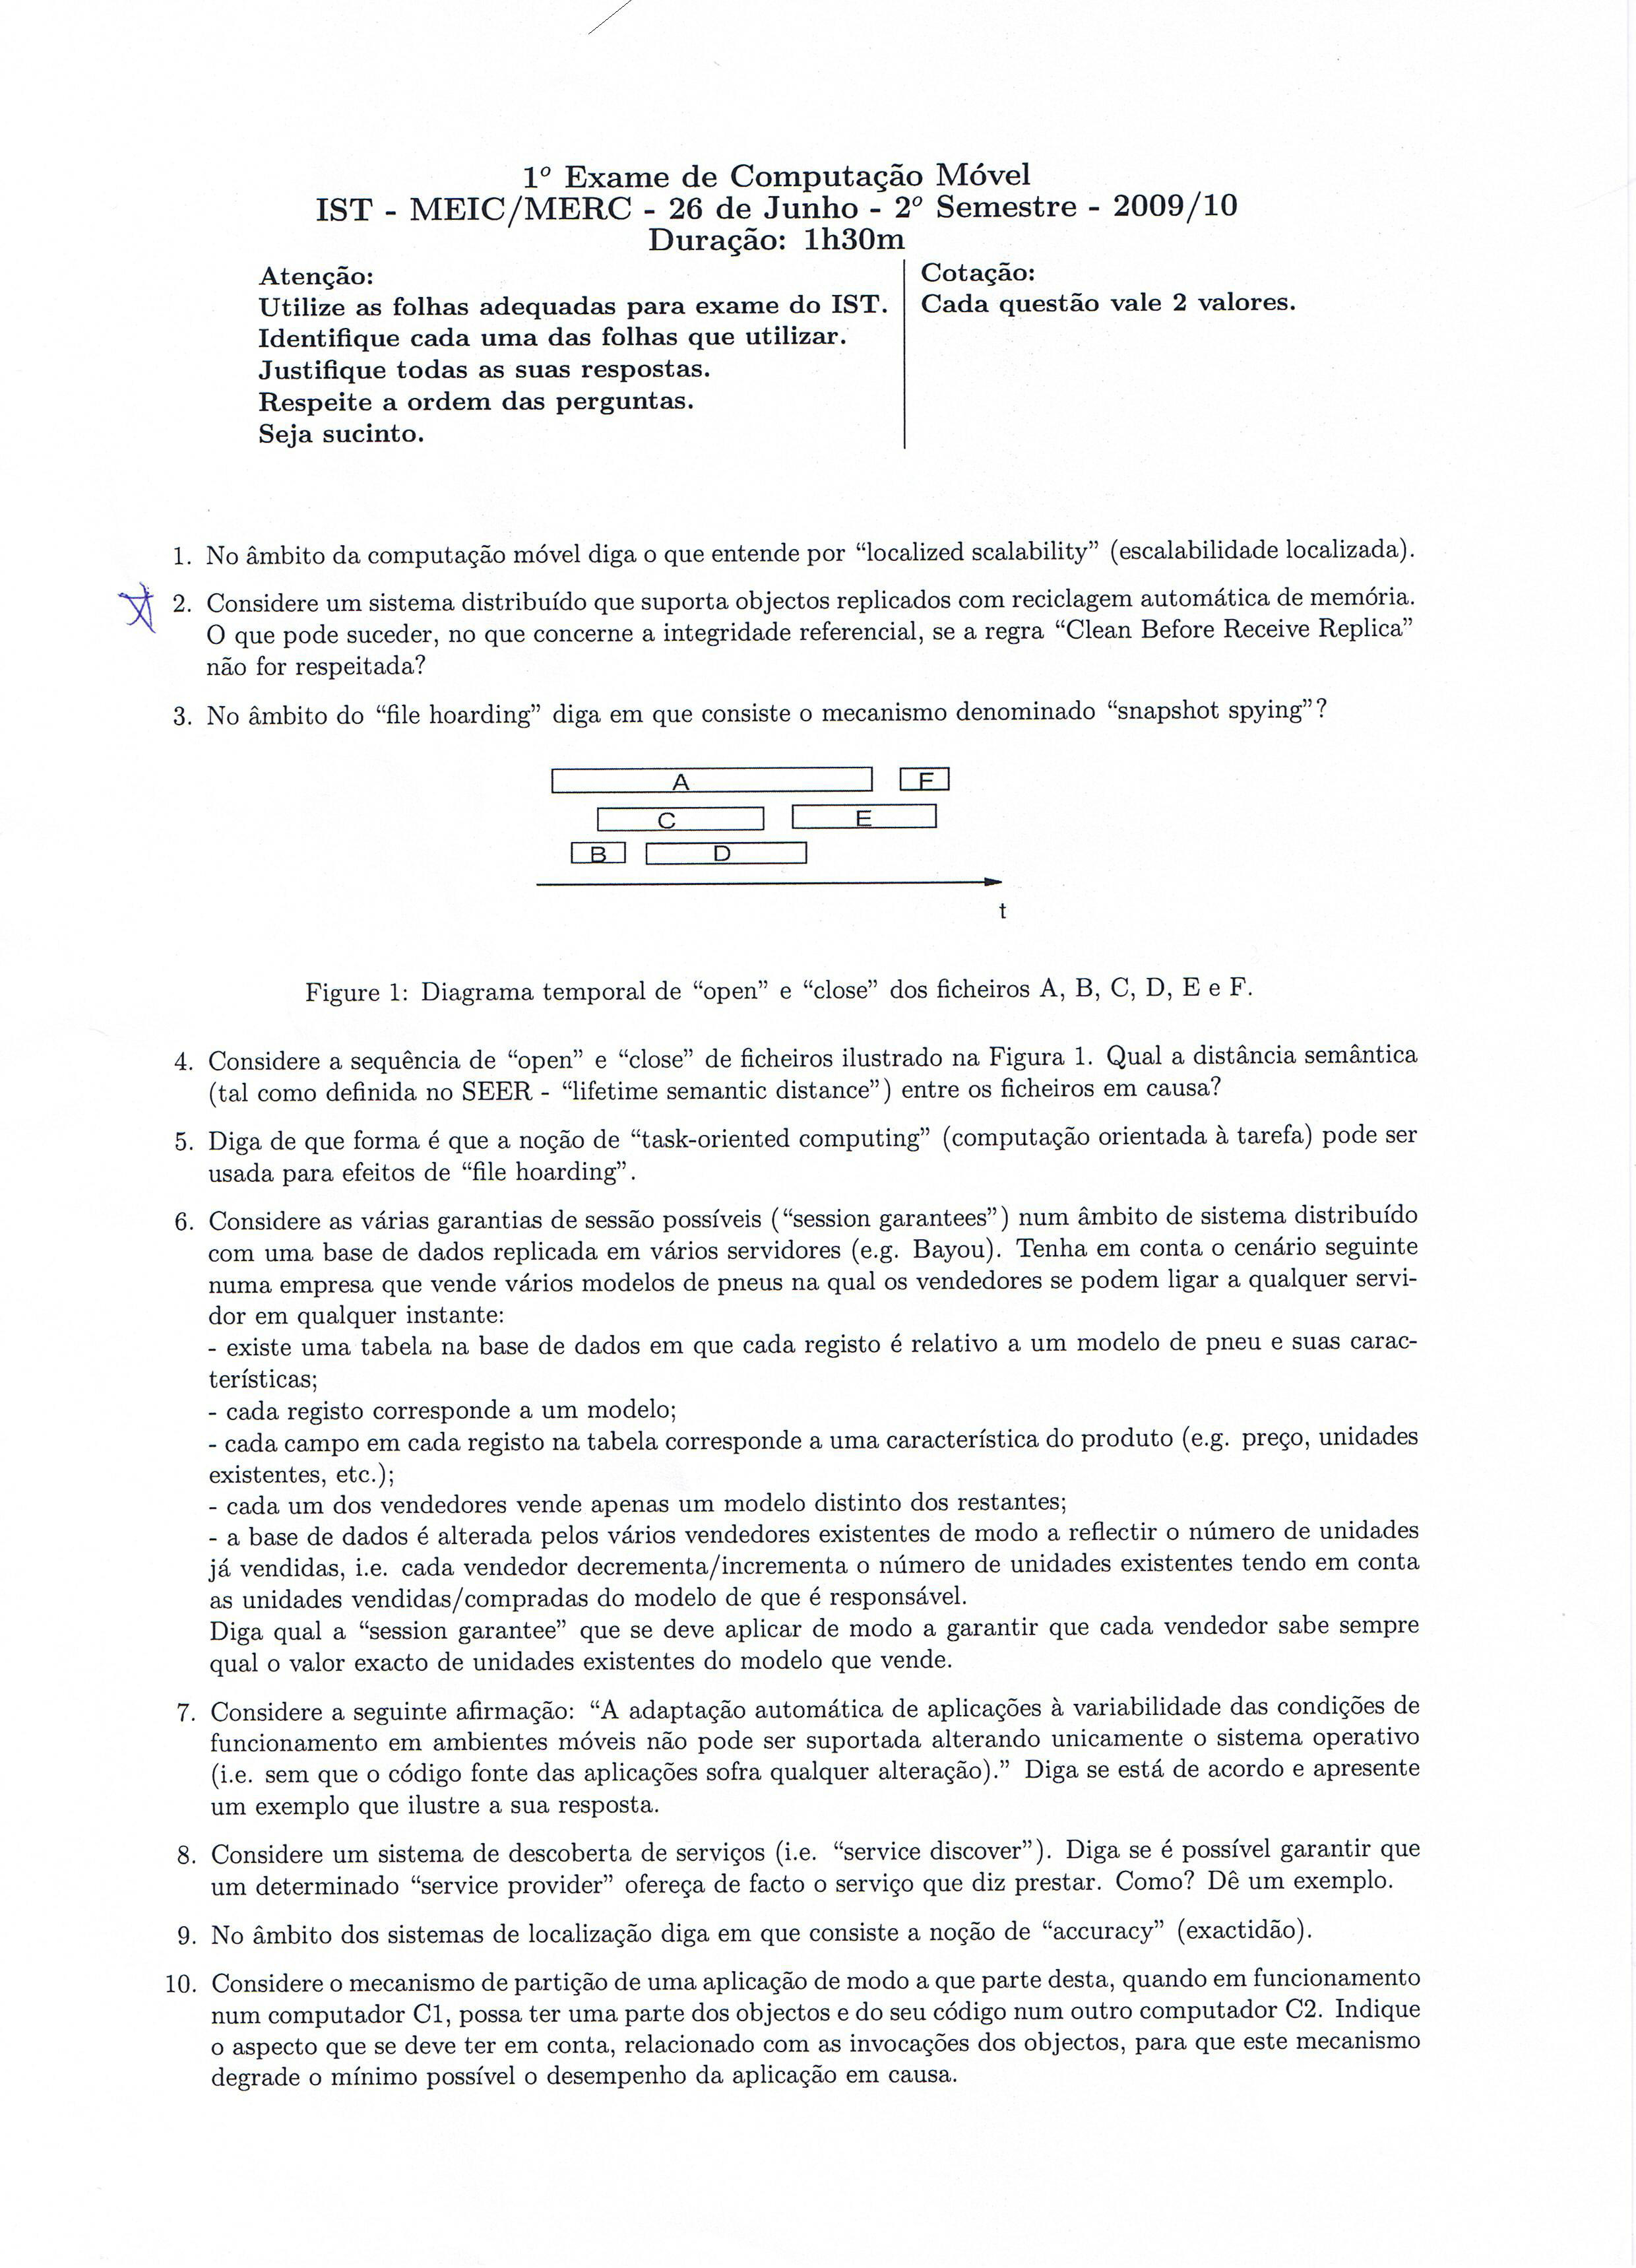 1º Exame de Computação Móvel
IST - MEIC/MERC - 26 de Junho - 2º Semestre - 2009/10
Duração: 1h30m
Atenção:
Utilize as folhas adequadas para exame do IST.
Identifique cada uma das folhas que utilizar.
Justifique todas as suas respostas.
Respeite a ordem das perguntas.
Seja sucinto.
Cotação:
Cada questão vale 2 valores.
1. No âmbito da computação móvel diga o que entende por “localized scalability” (escalabilidade localizada).
2. Considere um sistema distribuído que suporta objectos replicados com reciclagem automática de memória.
O que pode suceder, no que concerne a integridade referencial, se a regra “Clean Before Receive Replica”
não for respeitada?
3. No âmbito do “file hoarding” diga em que consiste o mecanismo denominado “snapshot spying”?
A
F
C
E
B
D
t
Figure 1: Diagrama temporal de “open” e “close” dos ficheiros A, B, C, D, E e F.
4. Considere a sequência de “open” e “close” de ficheiros ilustrado na Figura 1. Qual a distância semântica
(tal como definida no SEER - “lifetime semantic distance”) entre os ficheiros em causa?
5. Diga de que forma é que a noção de “task-oriented computing” (computação orientada à tarefa) pode ser
usada para efeitos de “file hoarding”.
6. Considere as várias garantias de sessão possíveis (“session garantees”) num âmbito de sistema distribuído
com uma base de dados replicada em vários servidores (e.g. Bayou). Tenha em conta o cenário seguinte
numa empresa que vende vários modelos de pneus na qual os vendedores se podem ligar a qualquer servi-
dor em qualquer instante:
- existe uma tabela na base de dados em que cada registo é relativo a um modelo de pneu e suas carac-
terísticas;
- cada registo corresponde a um modelo;
- cada campo em cada registo na tabela corresponde a uma característica do produto (e.g. preço, unidades
existentes, etc.);
- cada um dos vendedores vende apenas um modelo distinto dos restantes;
- a base de dados é alterada pelos vários vendedores existentes de modo a reflectir o número de unidades
já vendidas, i.e. cada vendedor decrementa/incrementa o número de unidades existentes tendo em conta
as unidades vendidas/compradas do modelo de que é responsável.
Diga qual a “session garantee” que se deve aplicar de modo a garantir que cada vendedor sabe sempre
qual o valor exacto de unidades existentes do modelo que vende.
7. Considere a seguinte afirmação: “A adaptação automática de aplicações à variabilidade das condições de
funcionamento em ambientes móveis não pode ser suportada alterando unicamente o sistema operativo
(i.e. sem que o código fonte das aplicações sofra qualquer alteração).” Diga se está de acordo e apresente
um exemplo que ilustre a sua resposta.
8. Considere um sistema de descoberta de serviços (i.e. “service discover”). Diga se é possível garantir que
um determinado “service provider” ofereça de facto o serviço que diz prestar. Como? Dê um exemplo.
9. No âmbito dos sistemas de localização diga em que consiste a noção de “accuracy” (exactidão).
10. Considere o mecanismo de partição de uma aplicação de modo a que parte desta, quando em funcionamento
num computador C1, possa ter uma parte dos objectos e do seu código num outro computador C2. Indique
o aspecto que se deve ter em conta, relacionado com as invocações dos objectos, para que este mecanismo
degrade o mínimo possível o desempenho da aplicação em causa.